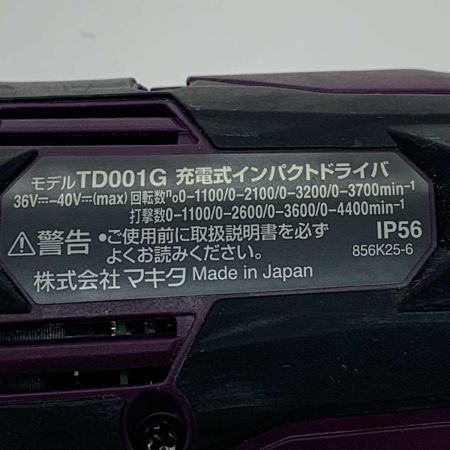 モデルTD001G 充電式インパクトドライバ
36V⎓-40V⎓(max) 回転数n₀0-1100/0-2100/0-3200/0-3700min⁻¹
打撃数0-1100/0-2600/0-3600/0-4400min⁻¹
⚠警告 •ご使用前に取扱説明書を必ず
よくお読みください。
IP56
856K25-6
株式会社 マキタ Made in Japan